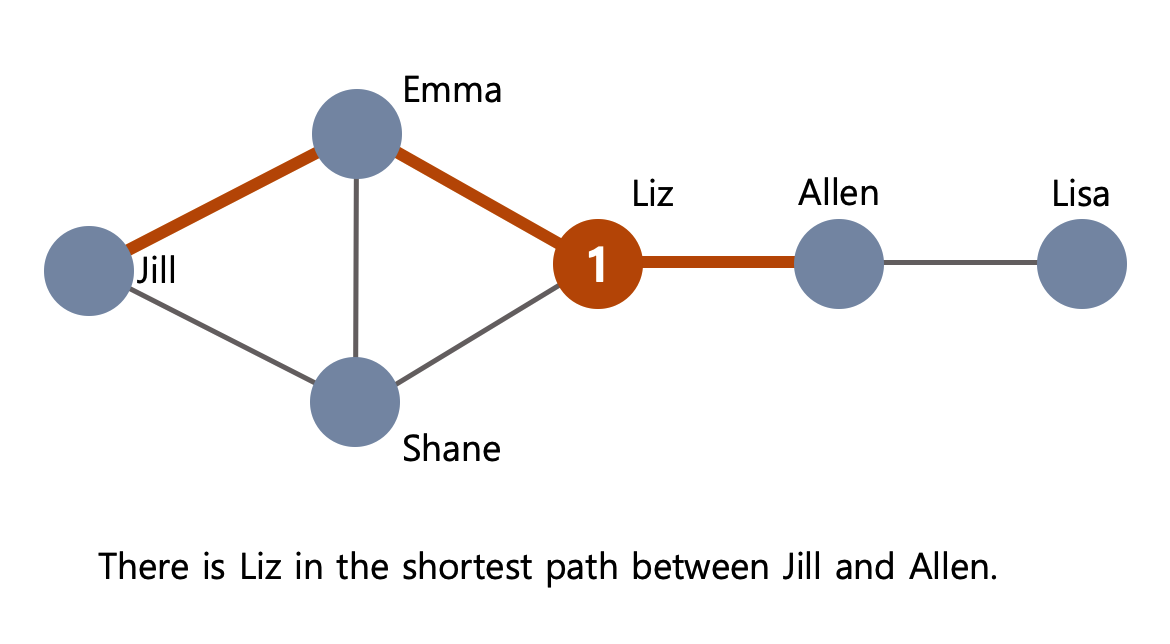 Emma
Liz
Allen
Lisa
1
Jill
Shane
There is Liz in the shortest path between Jill and Allen.